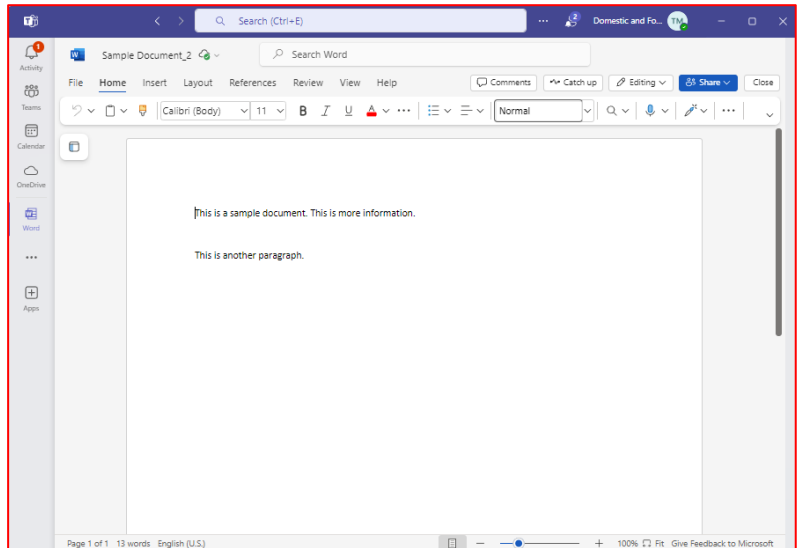 Search (Ctrl+E)
2
Domestic and Fo...
TM
1
Activity
Teams
Calendar
OneDrive
Word
Apps
Sample Document_2
Search Word
File Home Insert Layout References Review View Help
Comments Catch up Editing Share Close
Calibri (Body) 11 B I U A Normal
This is a sample document. This is more information.
This is another paragraph.
Page 1 of 1 13 words English (U.S.) 100% Fit Give Feedback to Microsoft